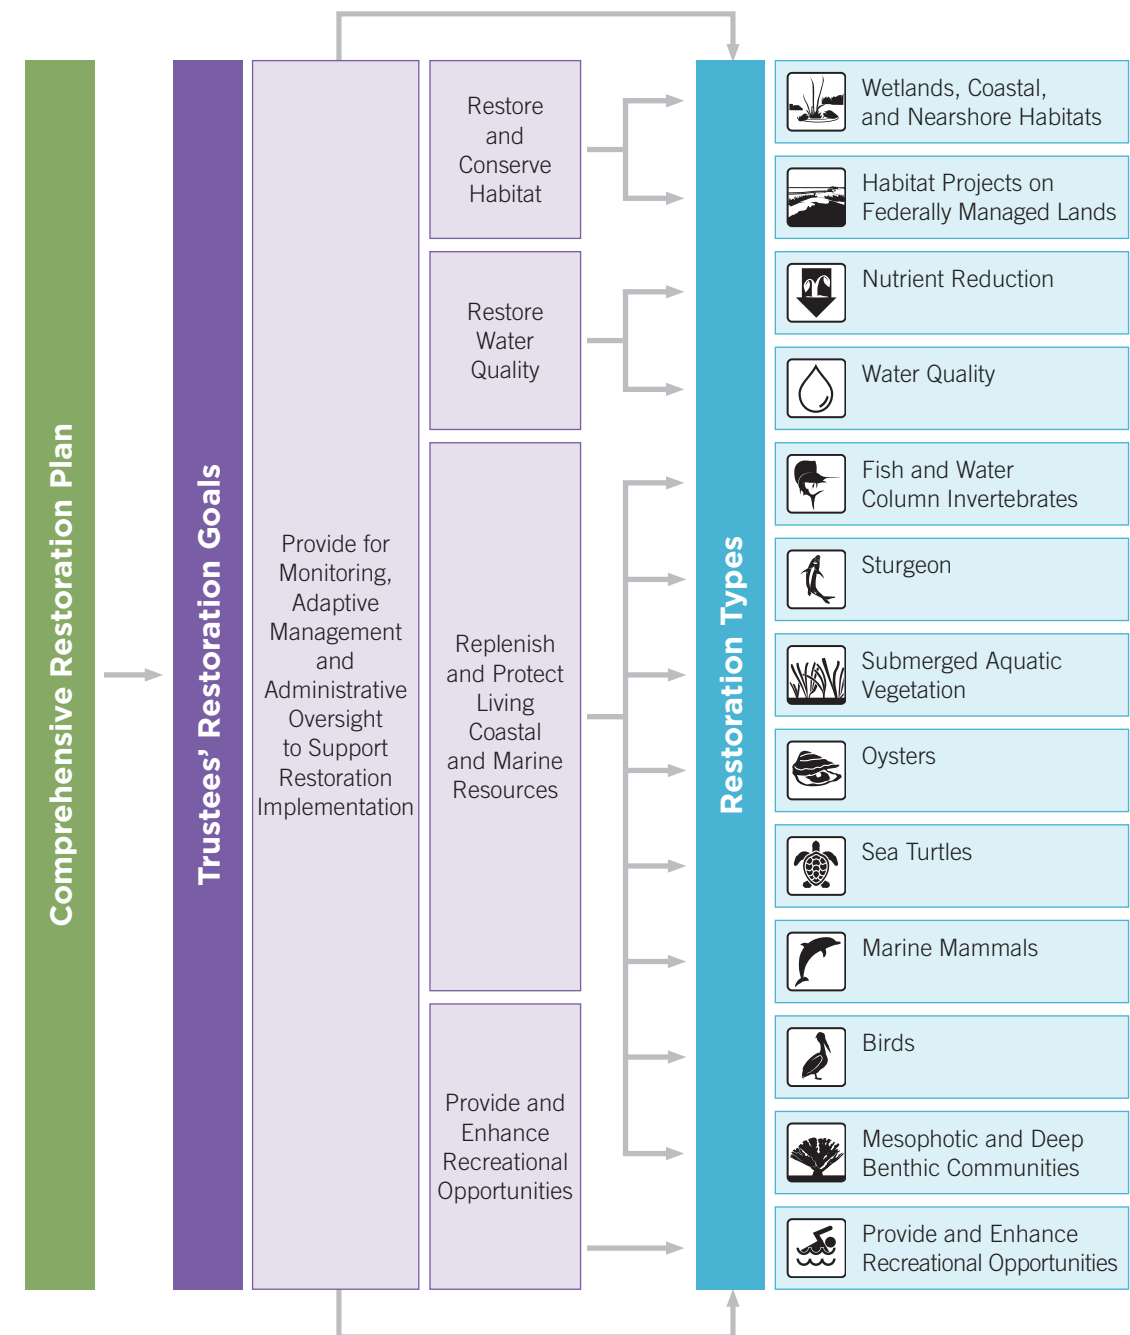 Comprehensive Restoration Plan
Trustees’ Restoration Goals
Provide for
Monitoring,
Adaptive
Management
and
Administrative
Oversight
to Support
Restoration
Implementation
Restore
and
Conserve
Habitat
Restore
Water
Quality
Replenish
and Protect
Living
Coastal
and Marine
Resources
Provide and
Enhance
Recreational
Opportunities
Restoration Types
Wetlands, Coastal,
and Nearshore Habitats
Habitat Projects on
Federally Managed Lands
Nutrient Reduction
Water Quality
Fish and Water
Column Invertebrates
Sturgeon
Submerged Aquatic
Vegetation
Oysters
Sea Turtles
Marine Mammals
Birds
Mesophotic and Deep
Benthic Communities
Provide and Enhance
Recreational Opportunities